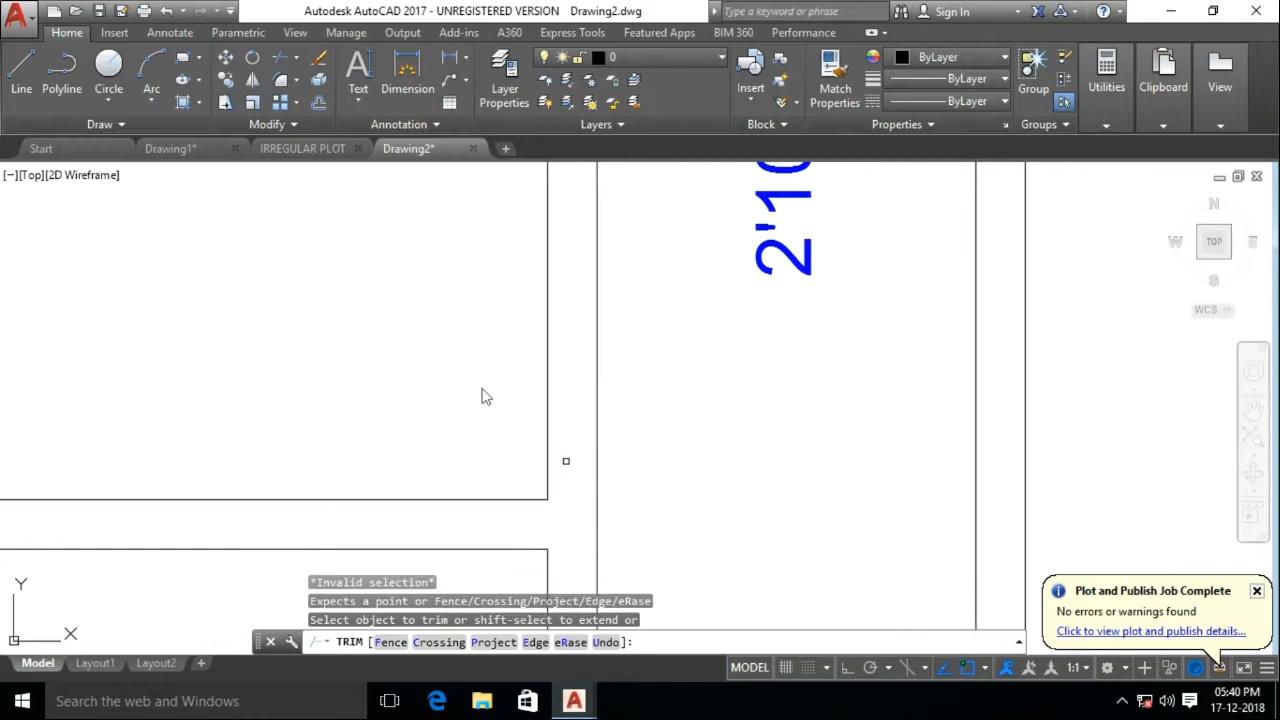 Autodesk AutoCAD 2017 - UNREGISTERED VERSION Drawing2.dwg
Type a keyword or phrase
Sign In
Home Insert Annotate Parametric View Manage Output Add-ins A360 Express Tools Featured Apps BIM 360 Performance
Line Polyline Circle Arc
Text Dimension
Layer Properties
0
Insert
Match Properties
ByLayer
ByLayer
ByLayer
Group
Utilities Clipboard View
Draw Modify Annotation Layers Block Properties Groups
Start Drawing1* IRREGULAR PLOT Drawing2*
[−][Top][2D Wireframe]
2'10
N
W TOP E
S
WCS
Y
X
*Invalid selection*
Expects a point or Fence/Crossing/Project/Edge/eRase
Select object to trim or shift-select to extend or
TRIM [Fence Crossing Project Edge eRase Undo]:
Plot and Publish Job Complete
No errors or warnings found
Click to view plot and publish details...
Model Layout1 Layout2
MODEL
1:1
Search the web and Windows
05:40 PM
17-12-2018